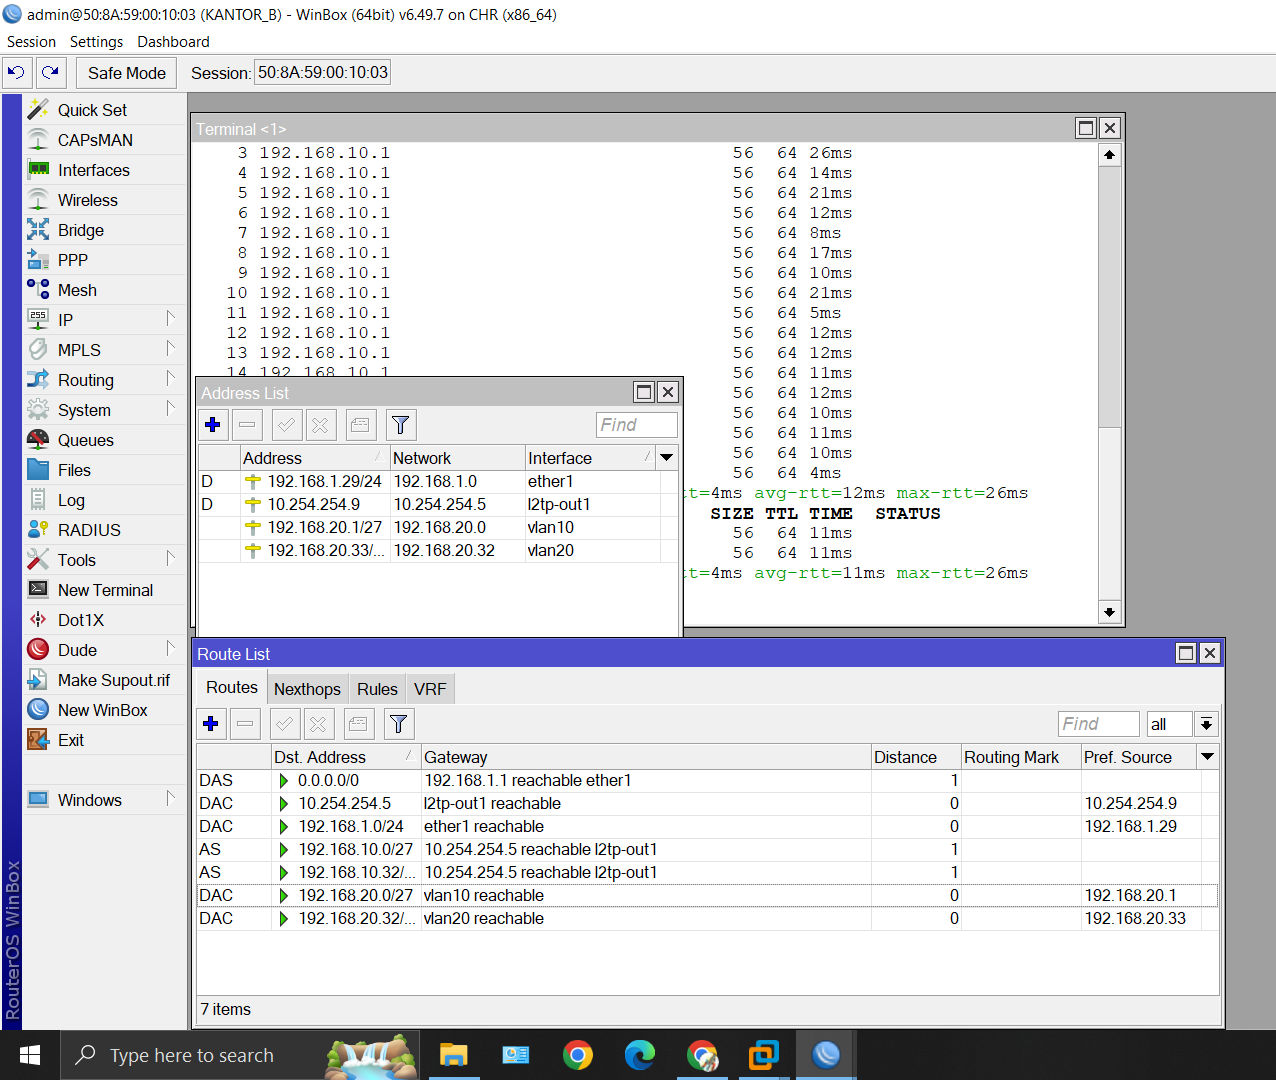 admin@50:8A:59:00:10:03 (KANTOR_B) - WinBox (64bit) v6.49.7 on CHR (x86_64)
Session Settings Dashboard
Safe Mode Session: 50:8A:59:00:10:03
Quick Set
CAPsMAN
Interfaces
Wireless
Bridge
PPP
Mesh
IP
MPLS
Routing
System
Queues
Files
Log
RADIUS
Tools
New Terminal
Dot1X
Dude
Make Supout.rif
New WinBox
Exit
Windows
RouterOS WinBox
Terminal <1>
3 192.168.10.1 56 64 26ms
4 192.168.10.1 56 64 14ms
5 192.168.10.1 56 64 21ms
6 192.168.10.1 56 64 12ms
7 192.168.10.1 56 64 8ms
8 192.168.10.1 56 64 17ms
9 192.168.10.1 56 64 10ms
10 192.168.10.1 56 64 21ms
11 192.168.10.1 56 64 5ms
12 192.168.10.1 56 64 12ms
13 192.168.10.1 56 64 12ms
14 192.168.10.1 56 64 11ms
56 64 12ms
56 64 10ms
56 64 11ms
56 64 10ms
56 64 4ms
tt=4ms avg-rtt=12ms max-rtt=26ms
SIZE TTL TIME STATUS
56 64 11ms
56 64 11ms
tt=4ms avg-rtt=11ms max-rtt=26ms
Address List
Find
Address Network Interface
D 192.168.1.29/24 192.168.1.0 ether1
D 10.254.254.9 10.254.254.5 l2tp-out1
192.168.20.1/27 192.168.20.0 vlan10
192.168.20.33/... 192.168.20.32 vlan20
Route List
Routes Nexthops Rules VRF
Find all
Dst. Address Gateway Distance Routing Mark Pref. Source
DAS 0.0.0.0/0 192.168.1.1 reachable ether1 1
DAC 10.254.254.5 l2tp-out1 reachable 0 10.254.254.9
DAC 192.168.1.0/24 ether1 reachable 0 192.168.1.29
AS 192.168.10.0/27 10.254.254.5 reachable l2tp-out1 1
AS 192.168.10.32/... 10.254.254.5 reachable l2tp-out1 1
DAC 192.168.20.0/27 vlan10 reachable 0 192.168.20.1
DAC 192.168.20.32/... vlan20 reachable 0 192.168.20.33
7 items
Type here to search